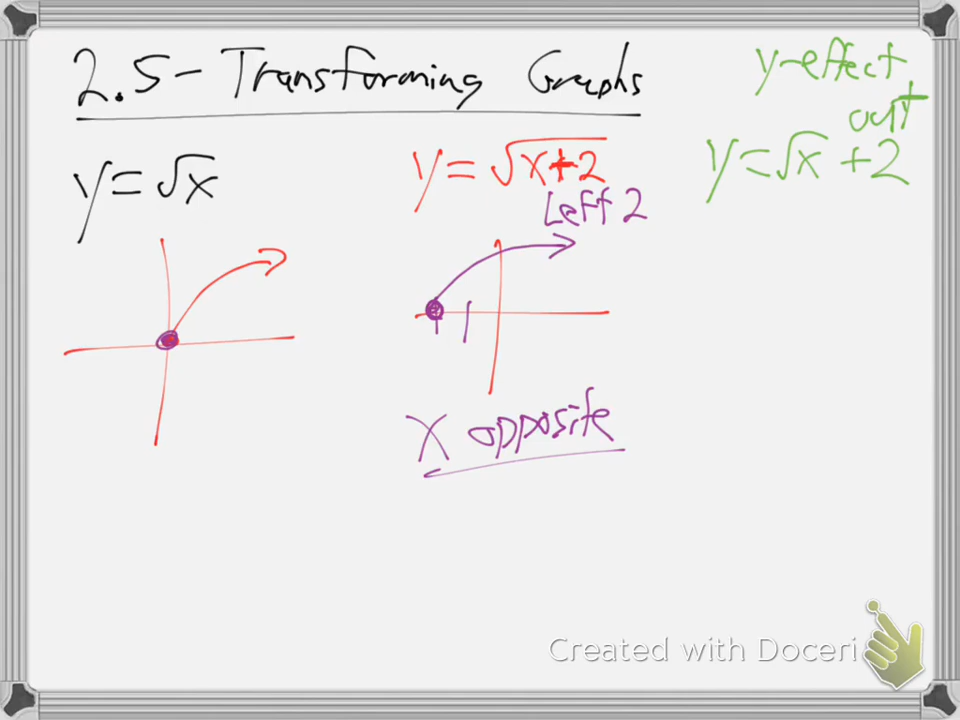 2.5 - Transforming Graphs
y = √x
y = √x+2
Left 2
x opposite
y-effect
out
y = √x + 2
Created with Doceri